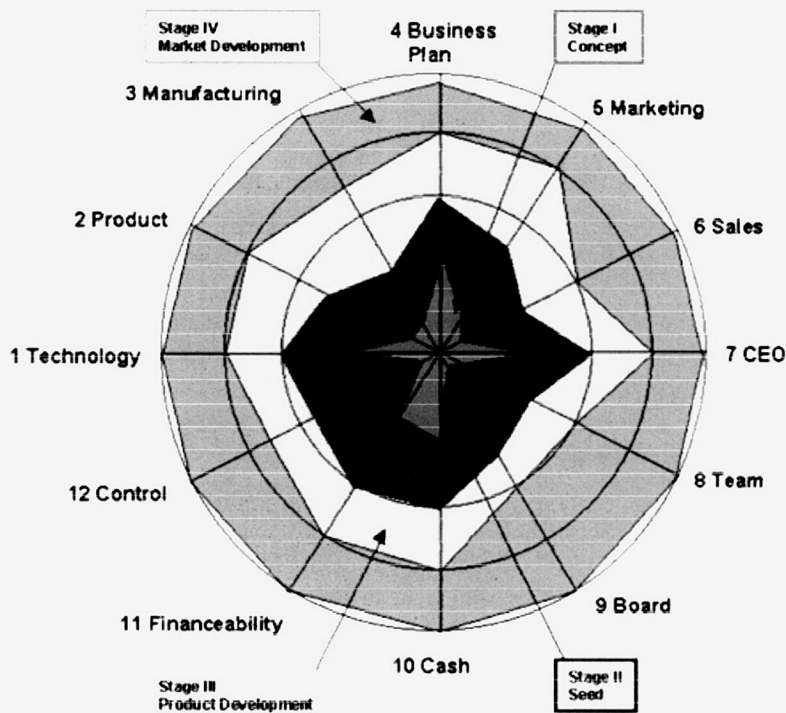 Stage IV
Market Development
4 Business
Plan
Stage I
Concept
3 Manufacturing
5 Marketing
2 Product
6 Sales
1 Technology
7 CEO
12 Control
8 Team
11 Financeability
9 Board
10 Cash
Stage III
Product Development
Stage II
Seed